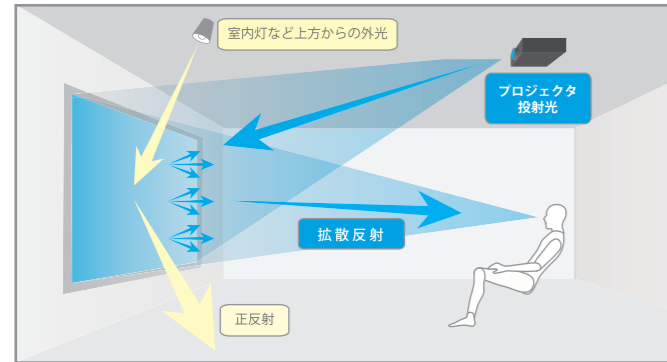 室内灯など上方からの外光
プロジェクタ
投射光
拡散反射
正反射